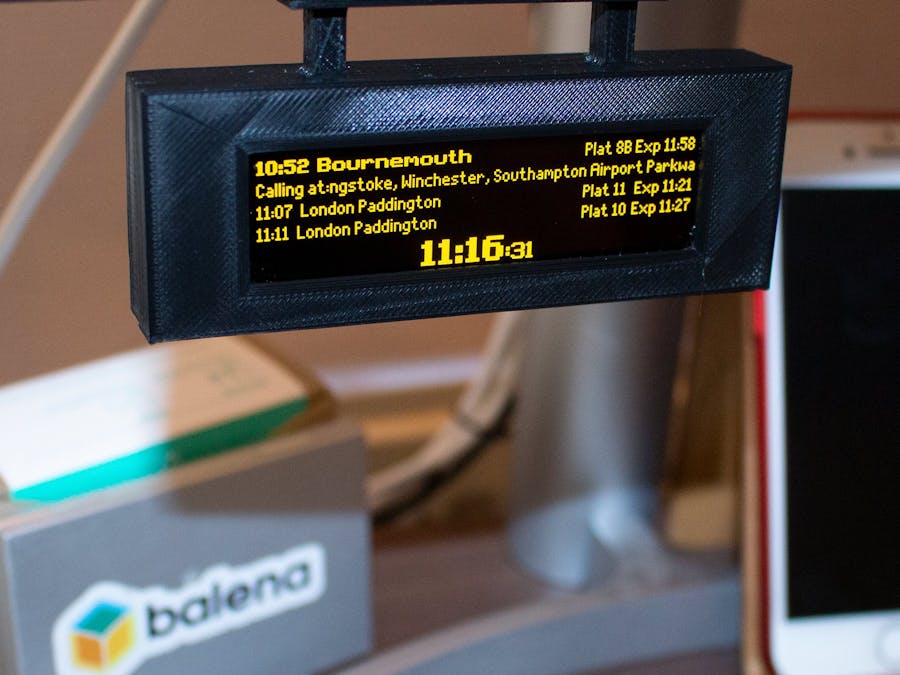 10:52 Bournemouth Plat 8B Exp 11:58
Calling at:ngstoke, Winchester, Southampton Airport Parkwa
11:07 London Paddington Plat 11 Exp 11:21
11:11 London Paddington Plat 10 Exp 11:27
11:16:31
balena